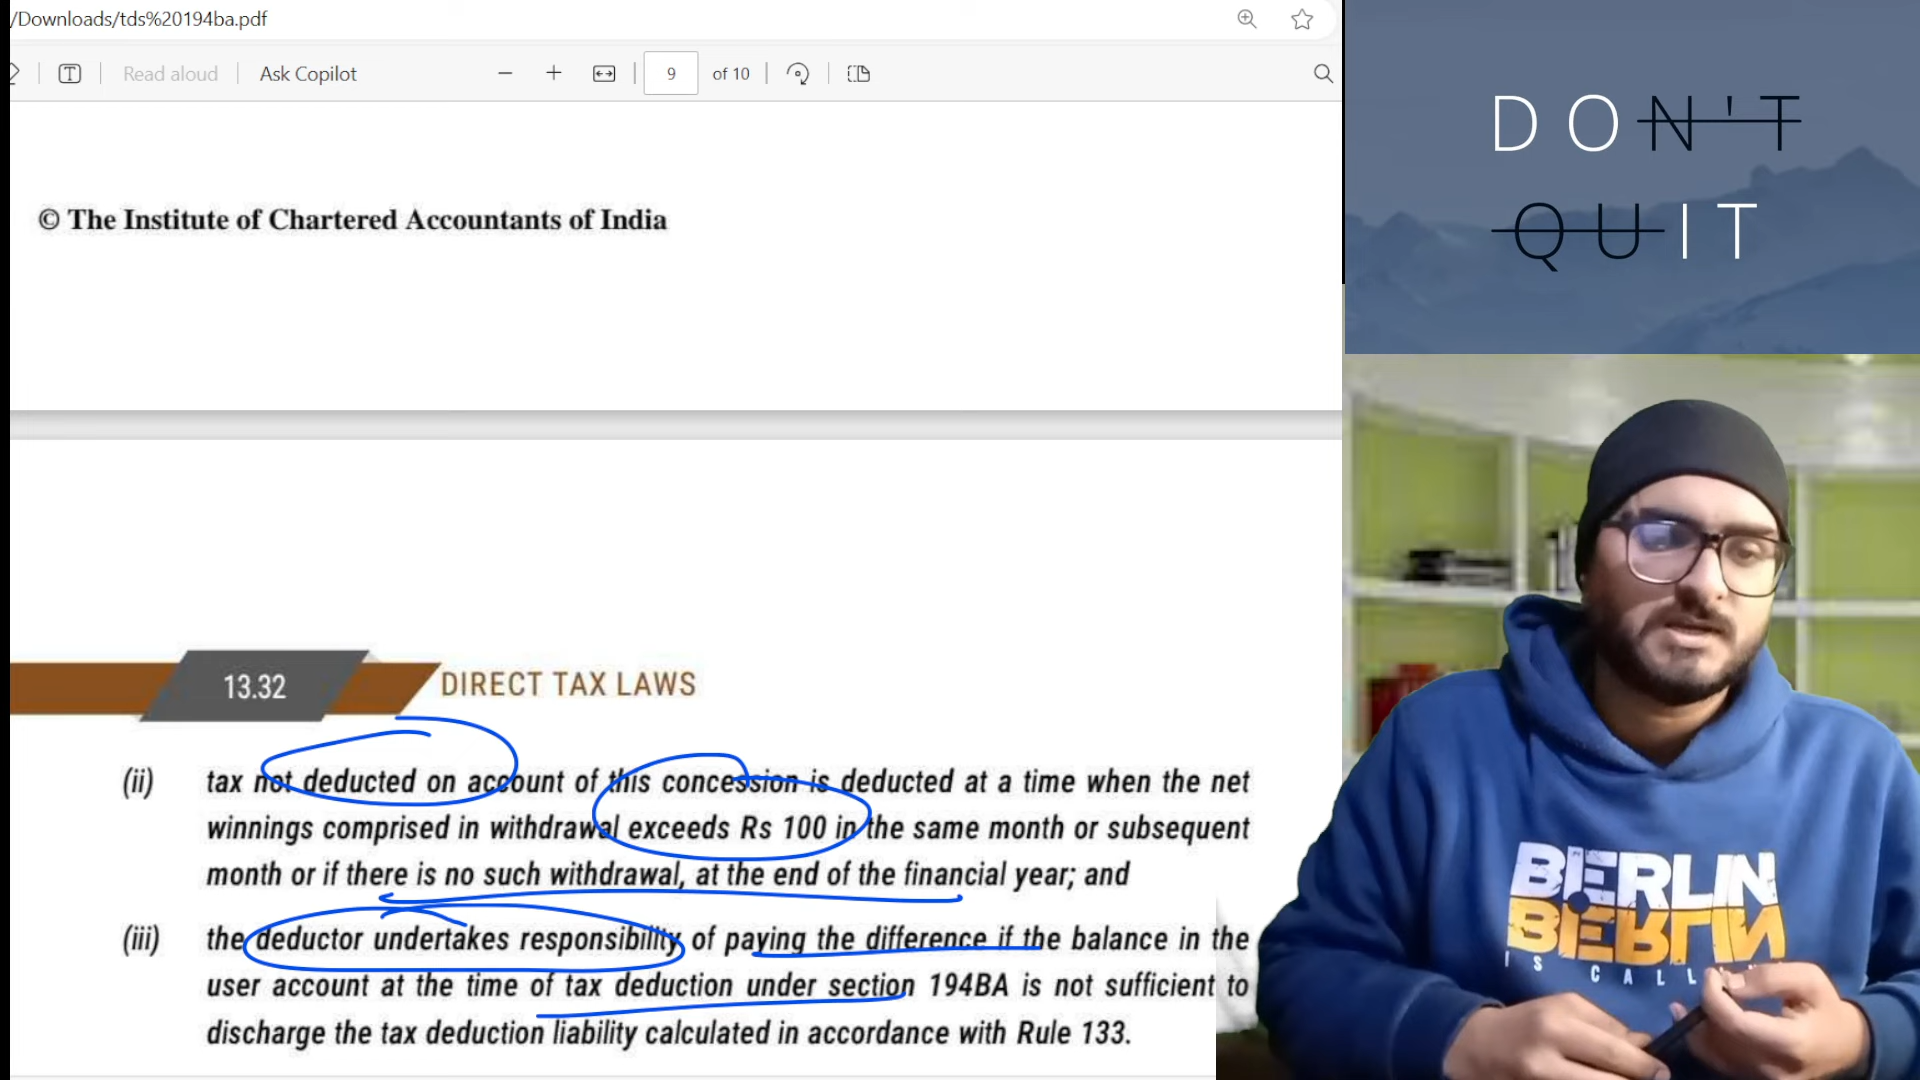 /Downloads/tds%20194ba.pdf
Read aloud
Ask Copilot
9
of 10
© The Institute of Chartered Accountants of India
13.32
DIRECT TAX LAWS
(ii) tax not deducted on account of this concession is deducted at a time when the net
winnings comprised in withdrawal exceeds Rs 100 in the same month or subsequent
month or if there is no such withdrawal, at the end of the financial year; and
(iii) the deductor undertakes responsibility of paying the difference if the balance in the
user account at the time of tax deduction under section 194BA is not sufficient to
discharge the tax deduction liability calculated in accordance with Rule 133.
DON'T
QUIT
BERLIN
BERLIN
IS CALL